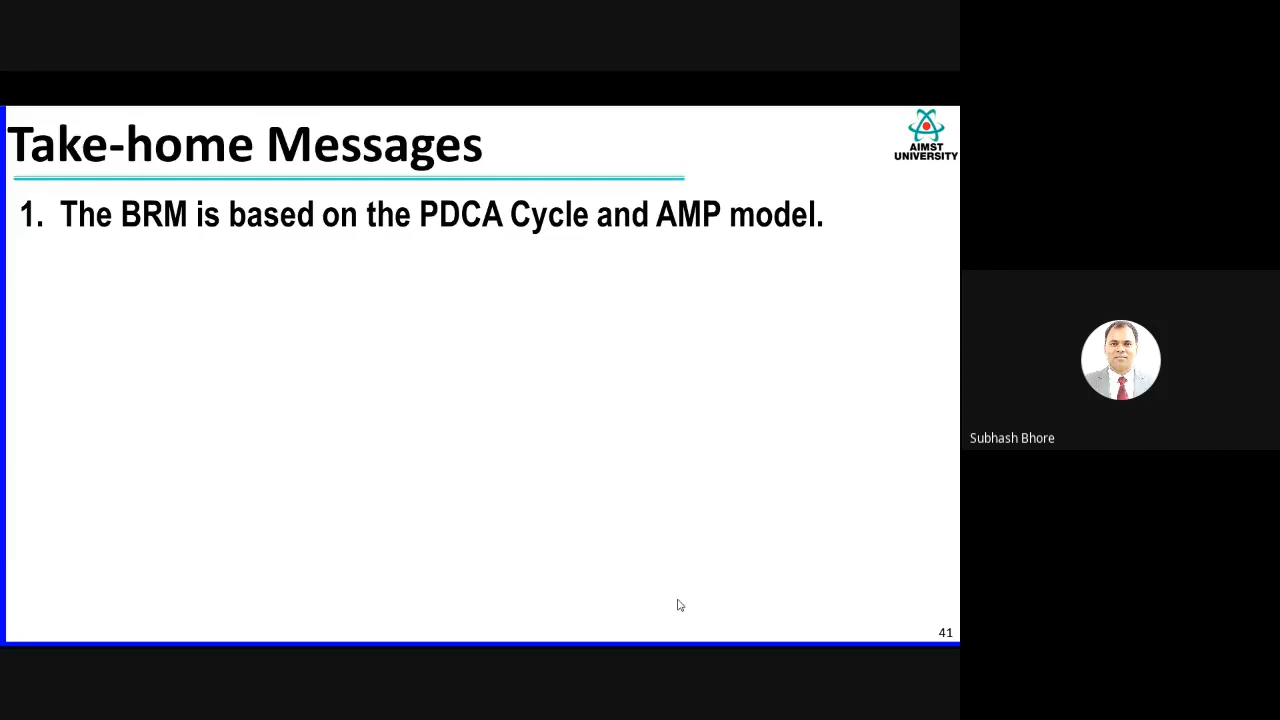 Take-home Messages
AIMST
UNIVERSITY
1. The BRM is based on the PDCA Cycle and AMP model.
Subhash Bhore
41